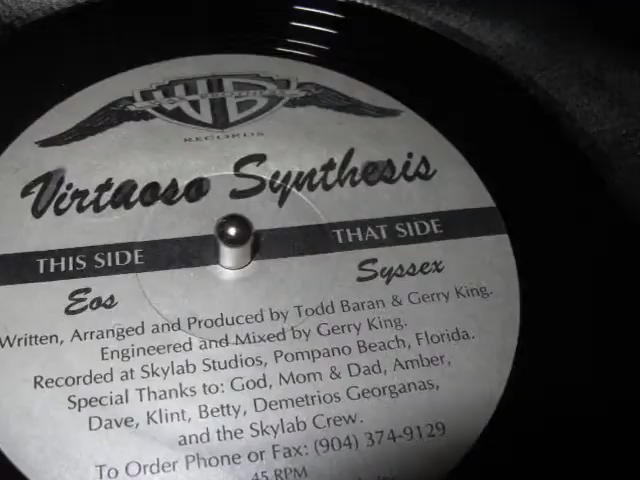 VB
RECORDS
Virtuoso Synthesis
THIS SIDE THAT SIDE
Eos Syssex
Written, Arranged and Produced by Todd Baran & Gerry King.
Engineered and Mixed by Gerry King.
Recorded at Skylab Studios, Pompano Beach, Florida.
Special Thanks to: God, Mom & Dad, Amber,
Dave, Klint, Betty, Demetrios Georganas,
and the Skylab Crew.
To Order Phone or Fax: (904) 374-9129
45 RPM